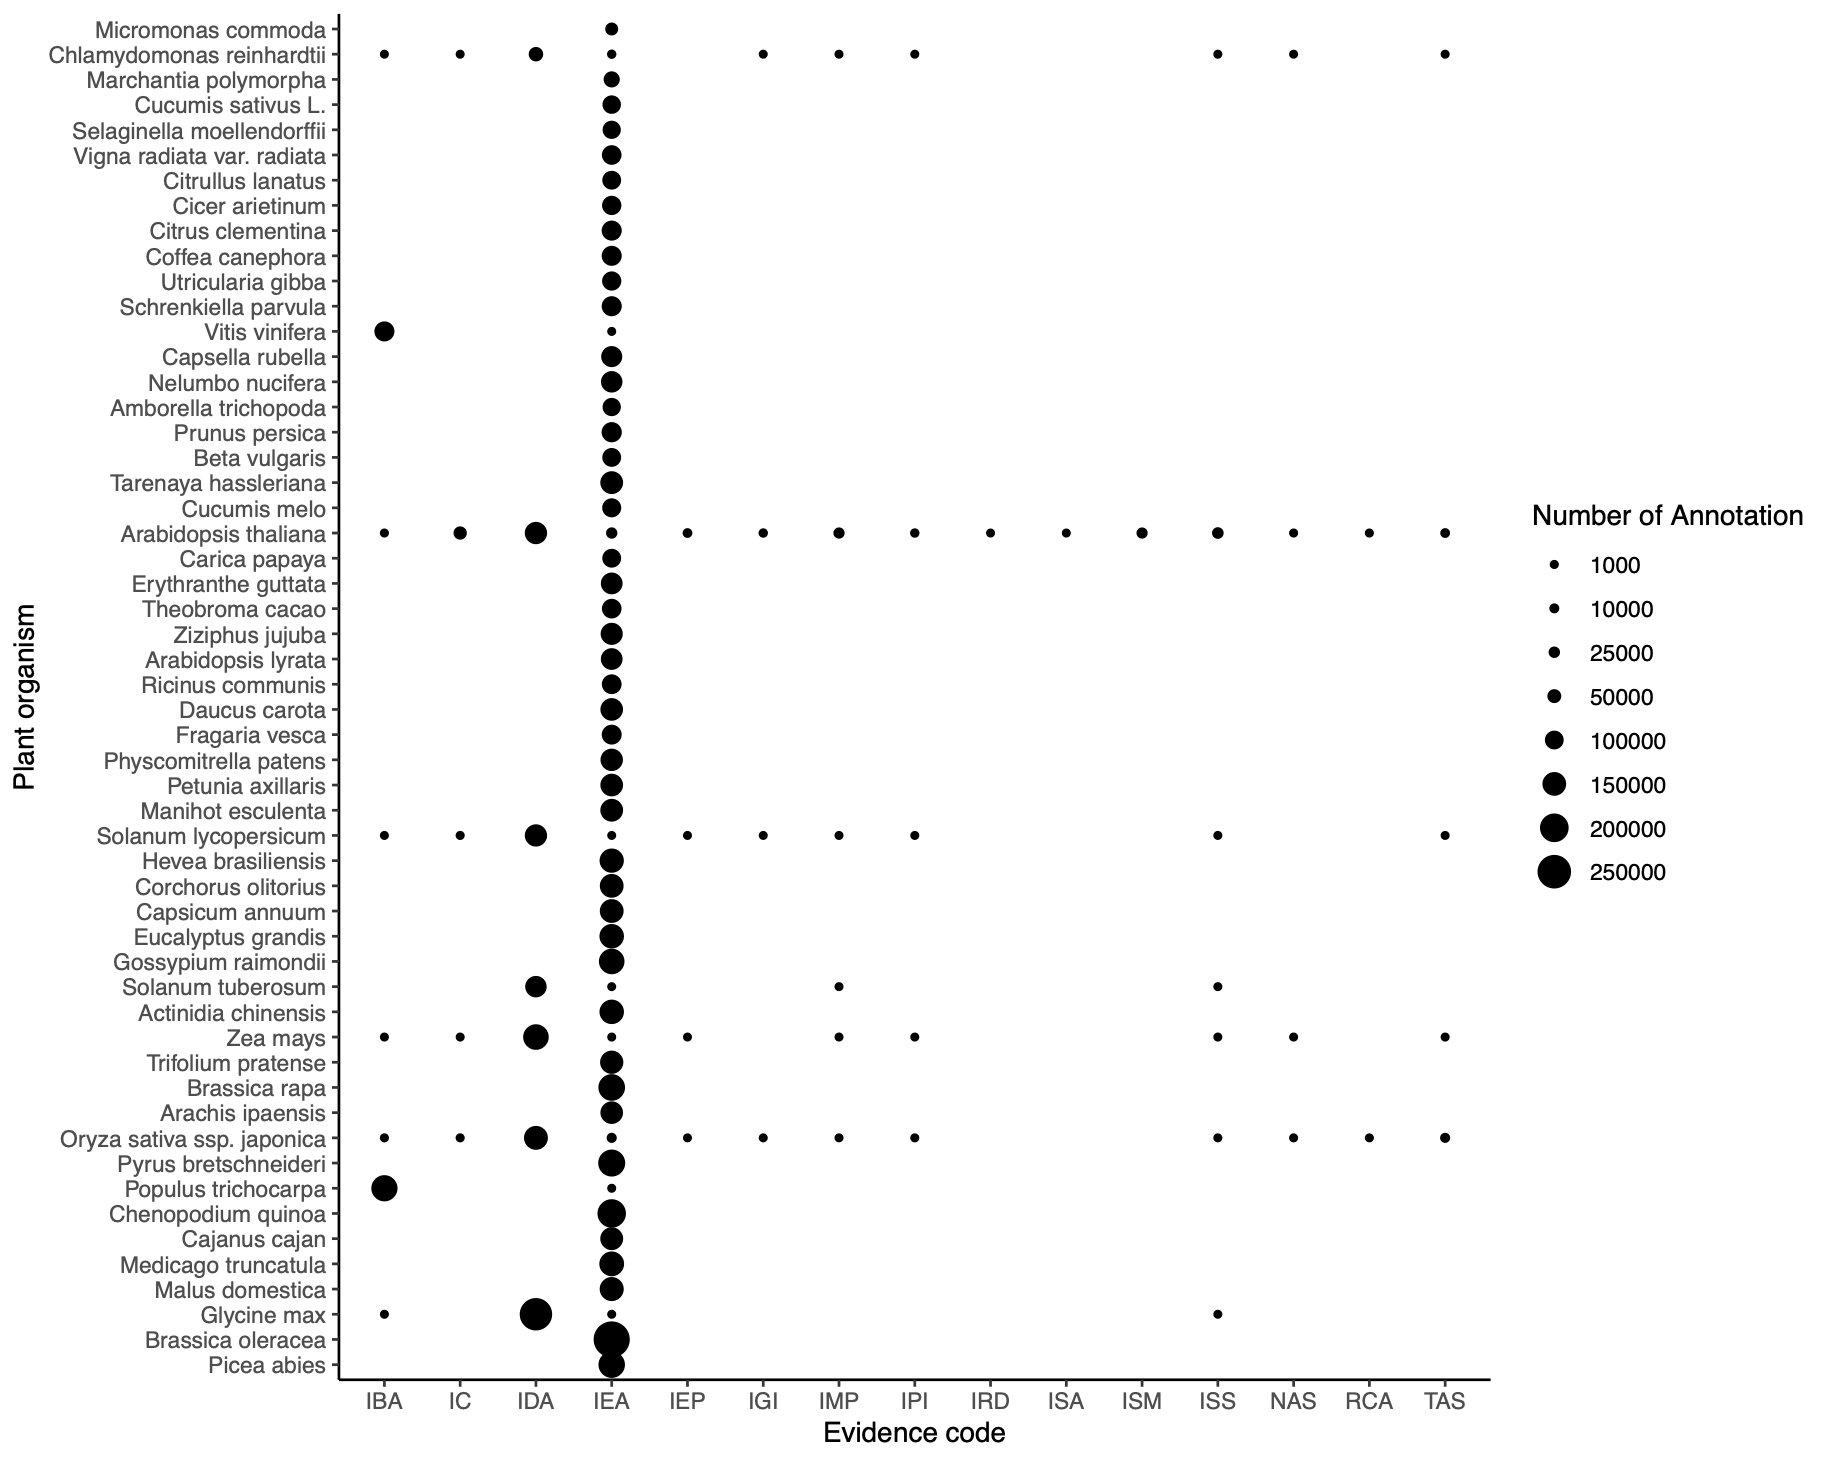 Micromonas commoda
Chlamydomonas reinhardtii
Marchantia polymorpha
Cucumis sativus L.
Selaginella moellendorffii
Vigna radiata var. radiata
Citrullus lanatus
Cicer arietinum
Citrus clementina
Coffea canephora
Utricularia gibba
Schrenkiella parvula
Vitis vinifera
Capsella rubella
Nelumbo nucifera
Amborella trichopoda
Prunus persica
Beta vulgaris
Tarenaya hassleriana
Cucumis melo
Arabidopsis thaliana
Carica papaya
Erythranthe guttata
Theobroma cacao
Ziziphus jujuba
Arabidopsis lyrata
Ricinus communis
Daucus carota
Fragaria vesca
Physcomitrella patens
Petunia axillaris
Manihot esculenta
Solanum lycopersicum
Hevea brasiliensis
Corchorus olitorius
Capsicum annuum
Eucalyptus grandis
Gossypium raimondii
Solanum tuberosum
Actinidia chinensis
Zea mays
Trifolium pratense
Brassica rapa
Arachis ipaensis
Oryza sativa ssp. japonica
Pyrus bretschneideri
Populus trichocarpa
Chenopodium quinoa
Cajanus cajan
Medicago truncatula
Malus domestica
Glycine max
Brassica oleracea
Picea abies
Plant organism
IBA IC IDA IEA IEP IGI IMP IPI IRD ISA ISM ISS NAS RCA TAS
Evidence code
Number of Annotation
1000
10000
25000
50000
100000
150000
200000
250000